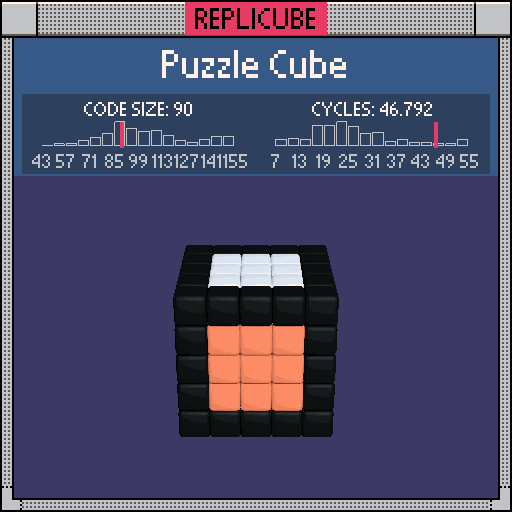 REPLICUBE
Puzzle Cube
CODE SIZE: 90
CYCLES: 46.792
43 57 71 85 99 113127141155
7 13 19 25 31 37 43 49 55